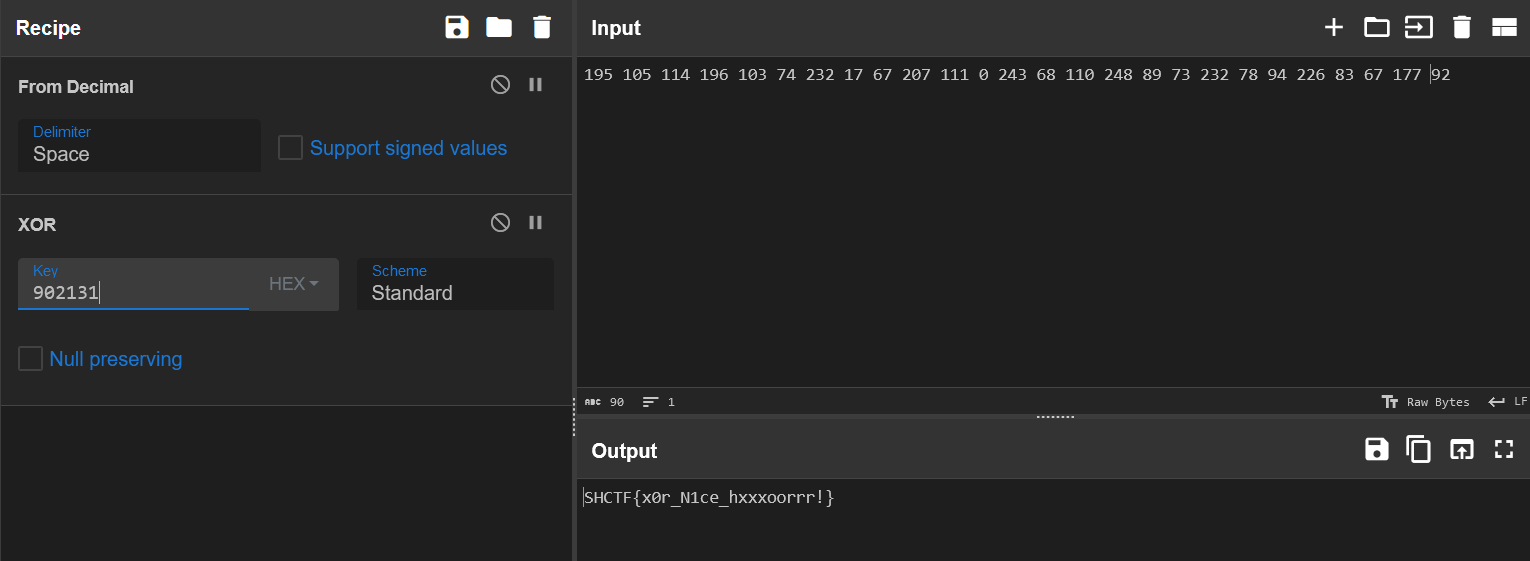 Recipe
From Decimal
Delimiter
Space
Support signed values
XOR
Key
902131
HEX
Scheme
Standard
Null preserving
Input
195 105 114 196 103 74 232 17 67 207 111 0 243 68 110 248 89 73 232 78 94 226 83 67 177 92
ABC 90 1
Tт Raw Bytes LF
Output
SHCTF{x0r_N1ce_hxxxoorrr!}